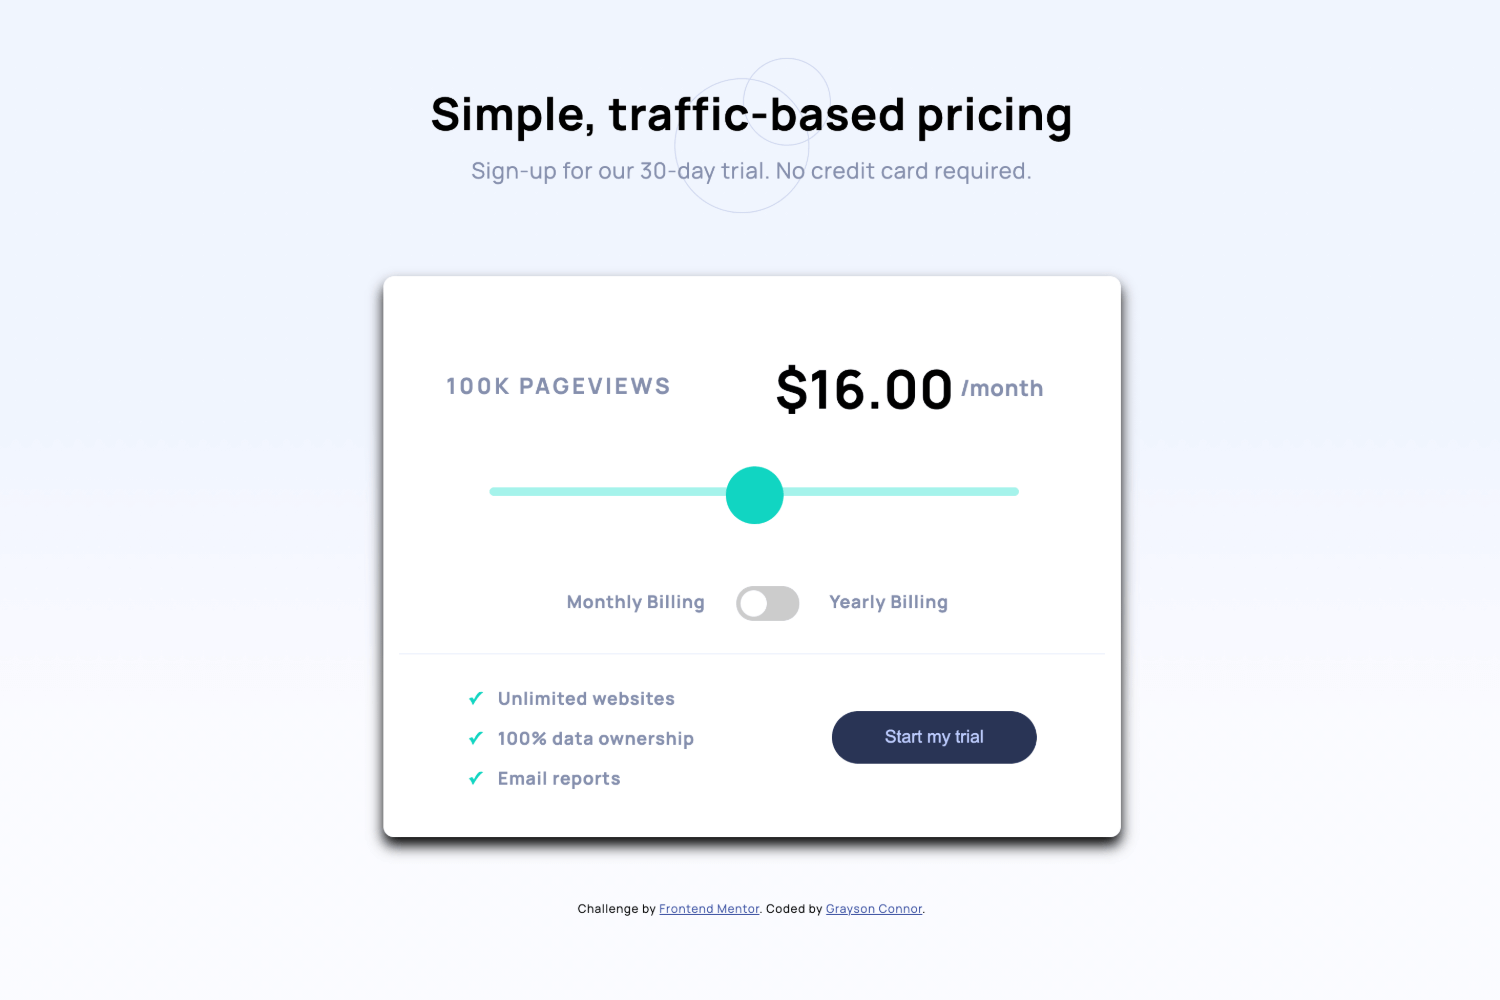 Simple, traffic-based pricing
Sign-up for our 30-day trial. No credit card required.
100K PAGEVIEWS
$16.00 /month
Monthly Billing
Yearly Billing
✓ Unlimited websites
✓ 100% data ownership
✓ Email reports
Start my trial
Challenge by Frontend Mentor. Coded by Grayson Connor.